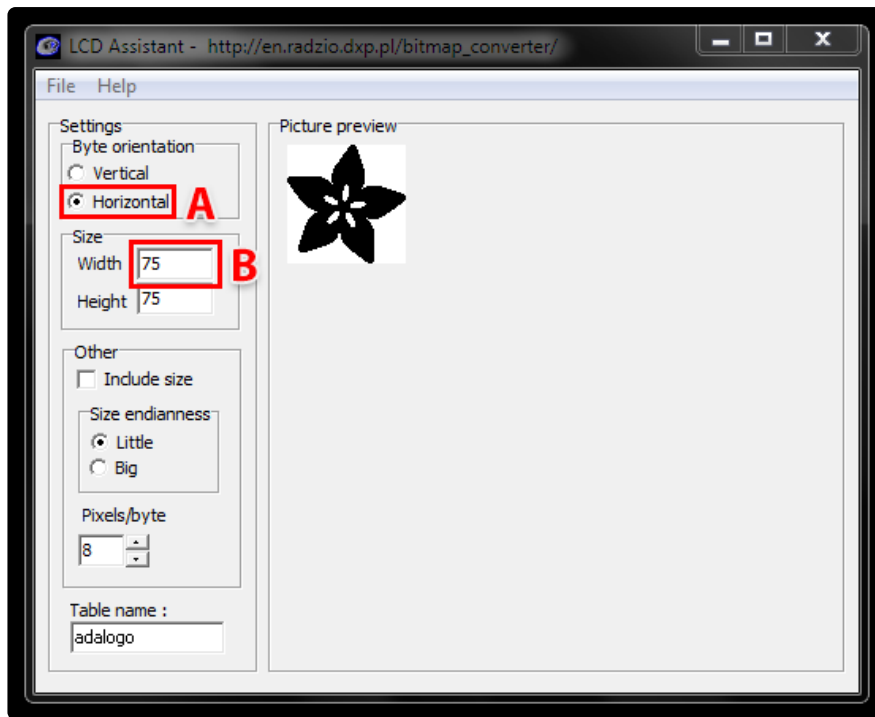 LCD Assistant - http://en.radzio.dxp.pl/bitmap_converter/
File Help
Settings
Byte orientation
Vertical
Horizontal
A
Size
Width 75
B
Height 75
Other
Include size
Size endianness
Little
Big
Pixels/byte
8
Table name :
adalogo
Picture preview